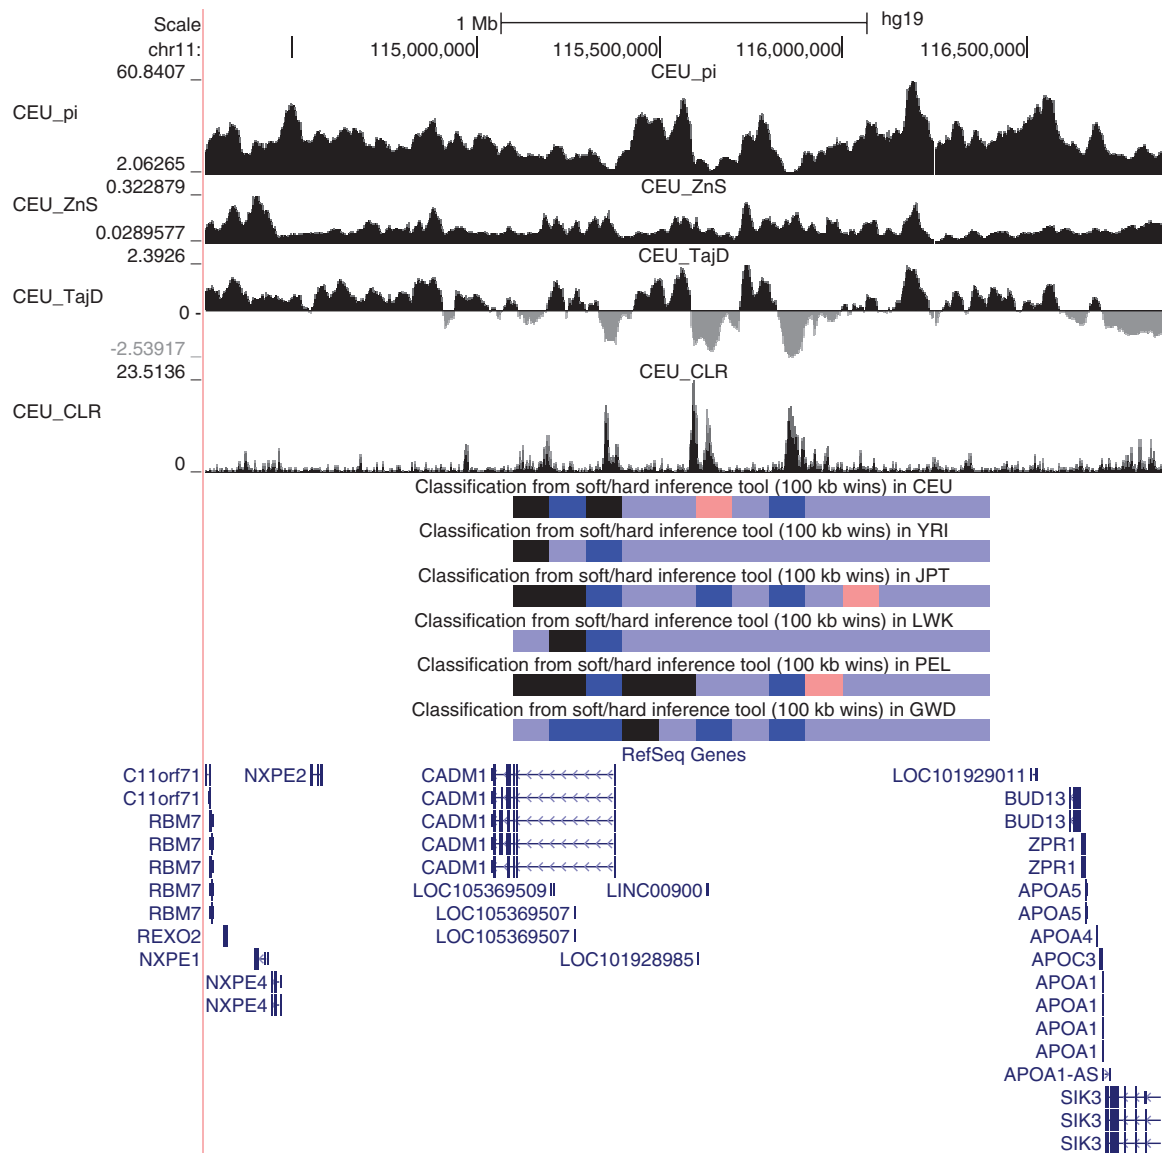 Scale 1 Mb hg19
chr11: 115,000,000 115,500,000 116,000,000 116,500,000
60.8407 _ CEU_pi
CEU_pi
2.06265 _
0.322879 _ CEU_ZnS
CEU_ZnS
0.0289577 _
2.3926 _ CEU_TajD
CEU_TajD
0 -
-2.53917 _
23.5136 _ CEU_CLR
CEU_CLR
0 _
Classification from soft/hard inference tool (100 kb wins) in CEU
Classification from soft/hard inference tool (100 kb wins) in YRI
Classification from soft/hard inference tool (100 kb wins) in JPT
Classification from soft/hard inference tool (100 kb wins) in LWK
Classification from soft/hard inference tool (100 kb wins) in PEL
Classification from soft/hard inference tool (100 kb wins) in GWD
RefSeq Genes
C11orf71 NXPE2 CADM1 LOC101929011
C11orf71 CADM1 BUD13
RBM7 CADM1 BUD13
RBM7 CADM1 ZPR1
RBM7 CADM1 ZPR1
RBM7 LOC105369509 LINC00900 APOA5
RBM7 LOC105369507 APOA5
REXO2 LOC105369507 APOA4
NXPE1 LOC101928985 APOC3
NXPE4 APOA1
NXPE4 APOA1
APOA1
APOA1
APOA1-AS
SIK3
SIK3
SIK3